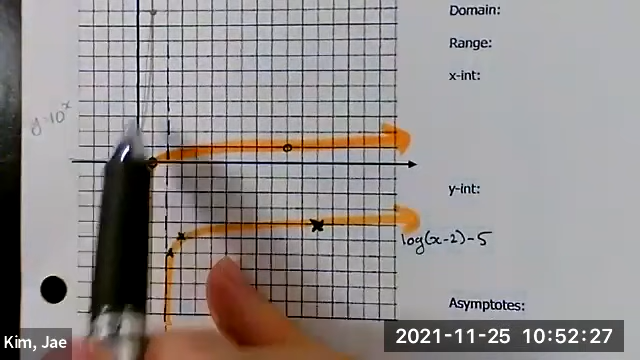 Domain:
Range:
x-int:
y=10^x
y-int:
log(x-2)-5
Asymptotes:
2021-11-25 10:52:27
Kim, Jae